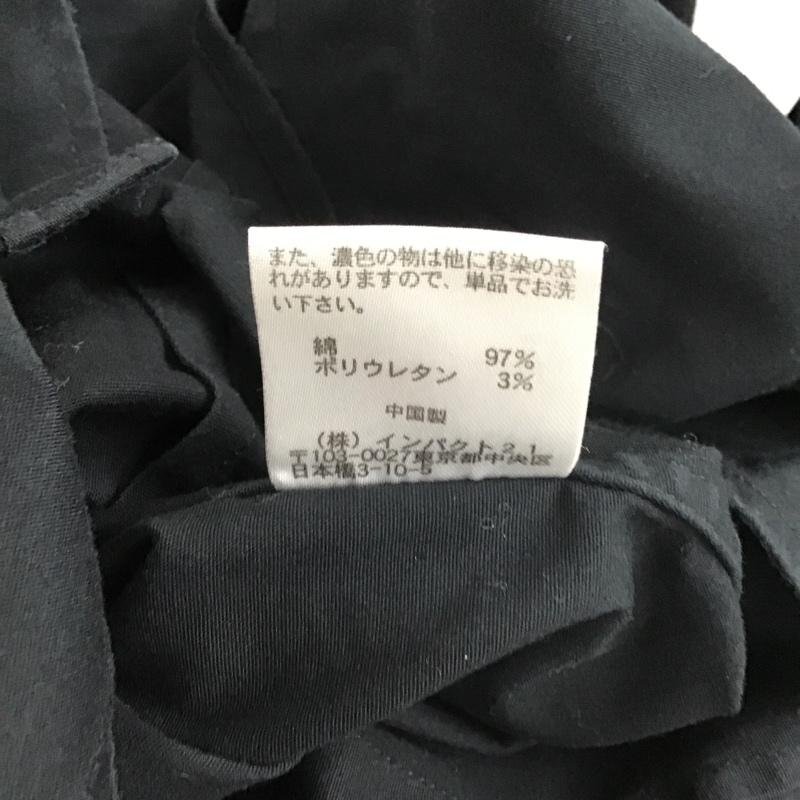 また、濃色の物は他に移染の恐
れがありますので、単品でお洗
い下さい。
綿 97%
ポリウレタン 3%
中国製
（株）インパクト２１
〒103-0027東京都中央区
日本橋3-10-5